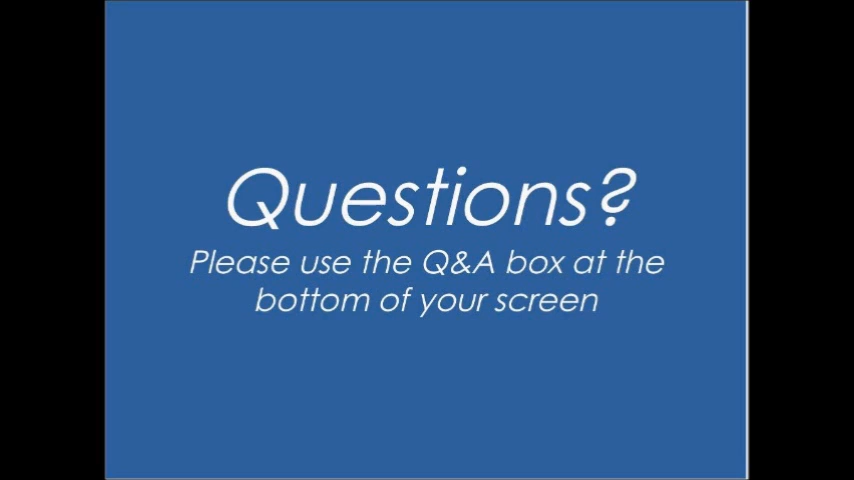 Questions?
Please use the Q&A box at the
bottom of your screen